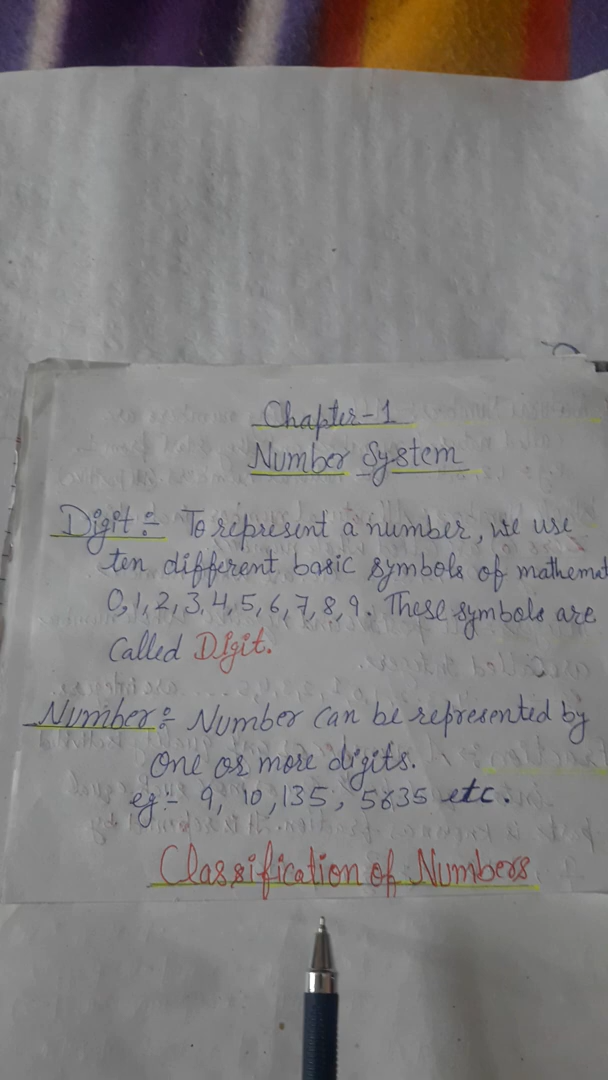 Chapter-1
Number System
Digit :- To represent a number, we use
ten different basic symbols of mathemat
0,1,2,3,4,5,6,7,8,9. These symbols are
Called Digit.
Number :- Number can be represented by
One or more digits.
eg :- 9, 10, 135, 5635 etc.
Classification of Numbers